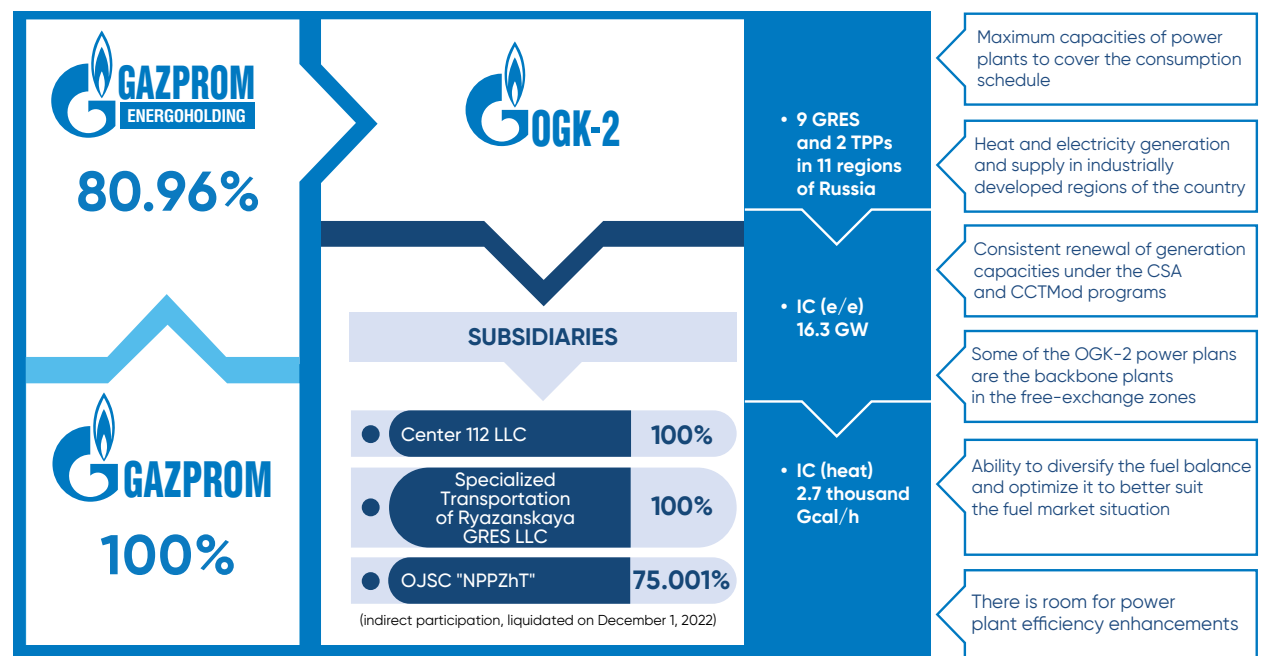 GAZPROM
ENERGOHOLDING
80.96%
GAZPROM
100%
OGK-2
SUBSIDIARIES
Center 112 LLC
100%
Specialized
Transportation
of Ryazanskaya
GRES LLC
100%
OJSC "NPPZhT"
75.001%
(indirect participation, liquidated on December 1, 2022)
• 9 GRES
and 2 TPPs
in 11 regions
of Russia
• IC (e/e)
16.3 GW
• IC (heat)
2.7 thousand
Gcal/h
Maximum capacities of power
plants to cover the consumption
schedule
Heat and electricity generation
and supply in industrially
developed regions of the country
Consistent renewal of generation
capacities under the CSA
and CCTMod programs
Some of the OGK-2 power plans
are the backbone plants
in the free-exchange zones
Ability to diversify the fuel balance
and optimize it to better suit
the fuel market situation
There is room for power
plant efficiency enhancements